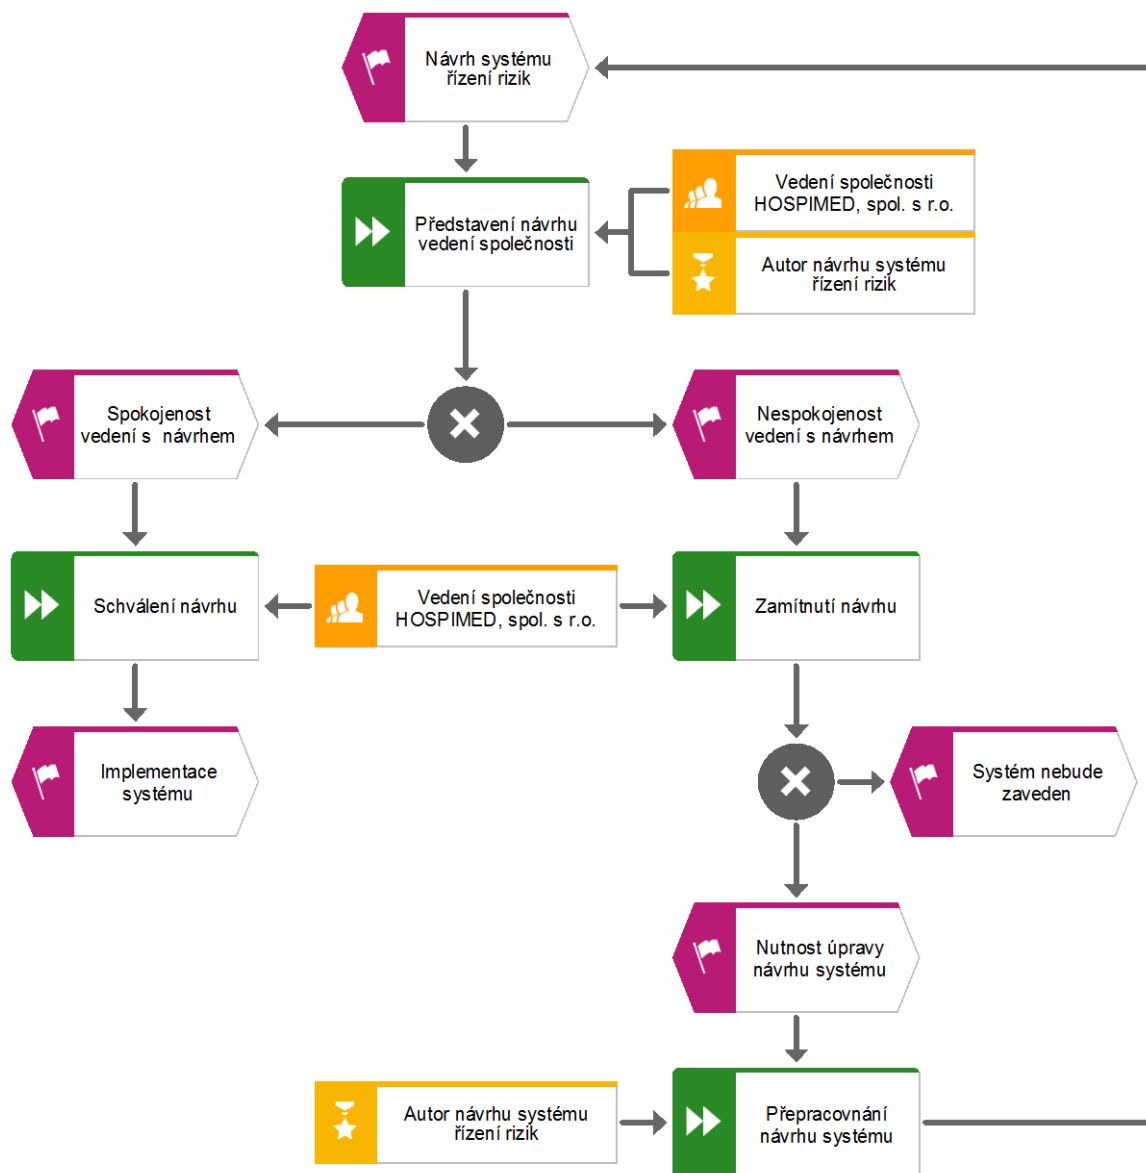 Návrh systému
řízení rizik
Představení návrhu
vedení společnosti
Vedení společnosti
HOSPIMED, spol. s r.o.
Autor návrhu systému
řízení rizik
Spokojenost
vedení s návrhem
Nespokojenost
vedení s návrhem
Schválení návrhu
Vedení společnosti
HOSPIMED, spol. s r.o.
Zamítnutí návrhu
Implementace
systému
Systém nebude
zaveden
Nutnost úpravy
návrhu systému
Autor návrhu systému
řízení rizik
Přepracovnání
návrhu systému